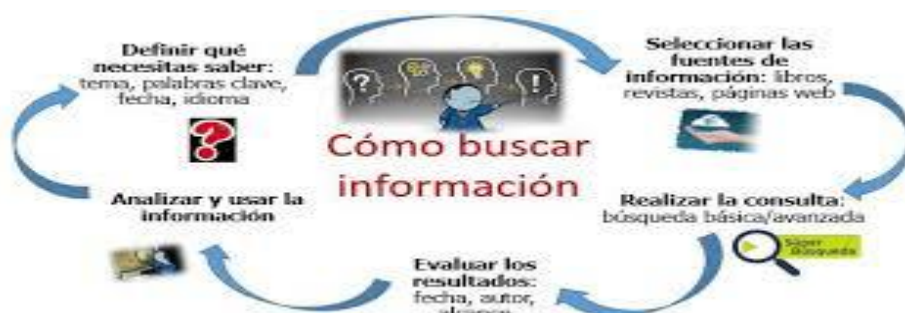 Definir qué
necesitas saber:
tema, palabras clave,
fecha, idioma
Seleccionar las
fuentes de
información: libros,
revistas, páginas web
?
!
Cómo buscar
información
Analizar y usar la
información
Realizar la consulta:
búsqueda básica/avanzada
Súper
Búsqueda
Evaluar los
resultados:
fecha, autor,